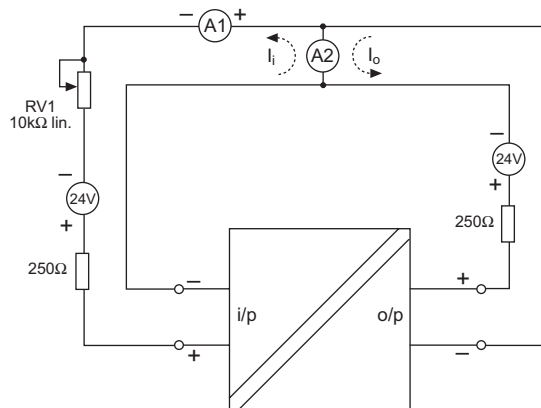 − A1 +
Ii A2 Io
RV1
10kΩ lin.
−
24V
+
−
24V
+
250Ω
250Ω
−
i/p
+
+
o/p
−